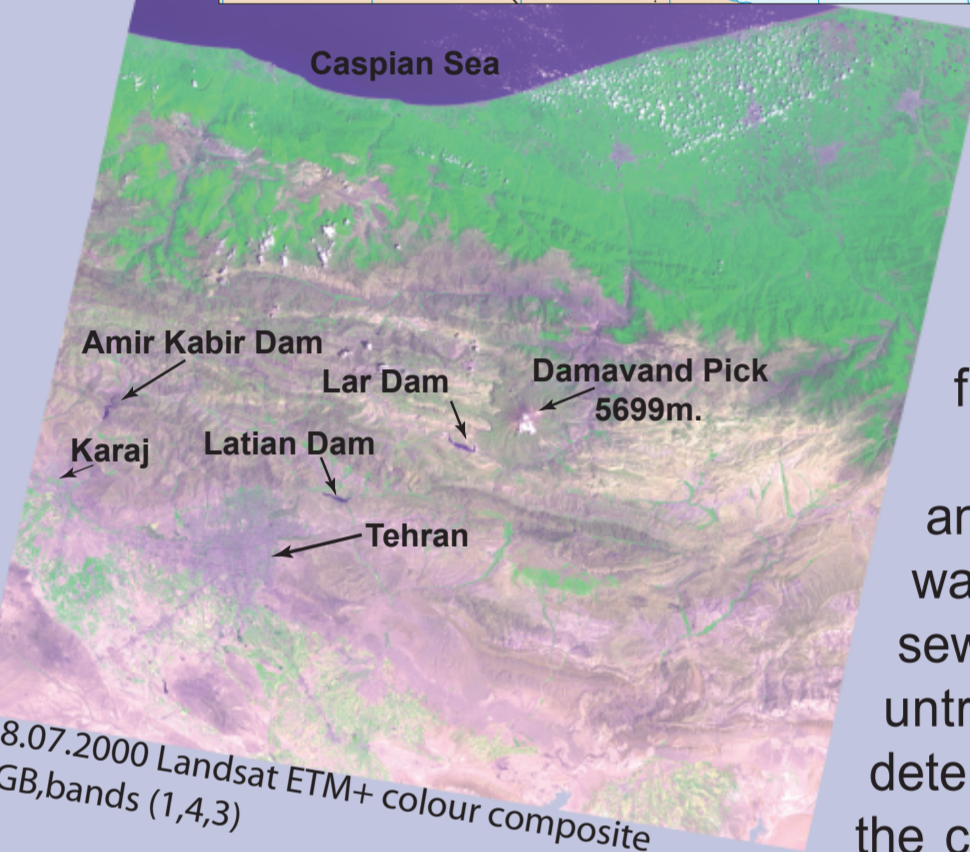 Caspian Sea
Amir Kabir Dam
Lar Dam
Damavand Pick
5699m.
Karaj
Latian Dam
Tehran
8.07.2000 Landsat ETM+ colour composite
GB,bands (1,4,3)
f
an
wa
sew
untr
dete
the c